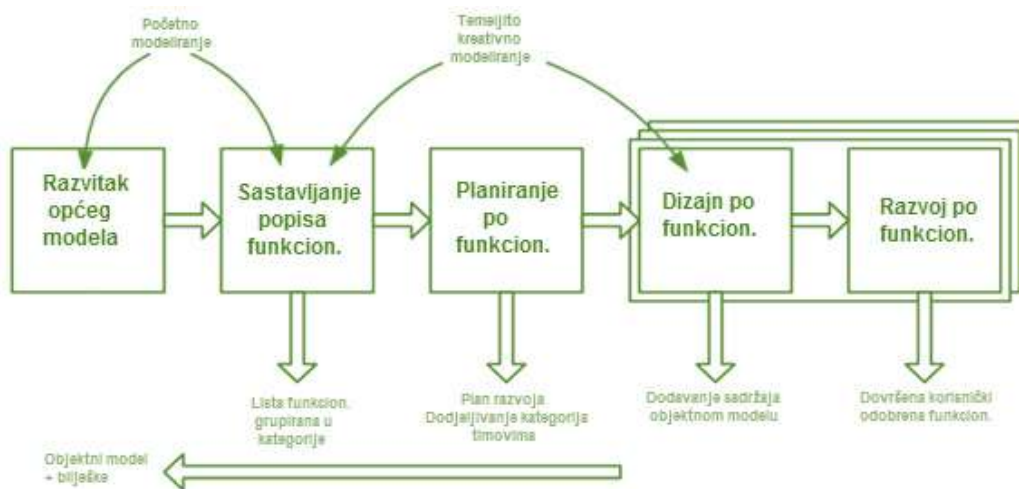 Početno
modeliranje
Temeljito
kreativno
modeliranje
Razvitak
općeg
modela
Sastavljanje
popisa
funkcion.
Planiranje
po
funkcion.
Dizajn po
funkcion.
Razvoj po
funkcion.
Lista funkcion.
grupirana u
kategorije
Plan razvoja
Dodjeljivanje kategorija
timovima
Dodavanje sadržaja
objektnom modelu
Dovršena korisnički
odobrena funkcion.
Objektni model
+ bilješke